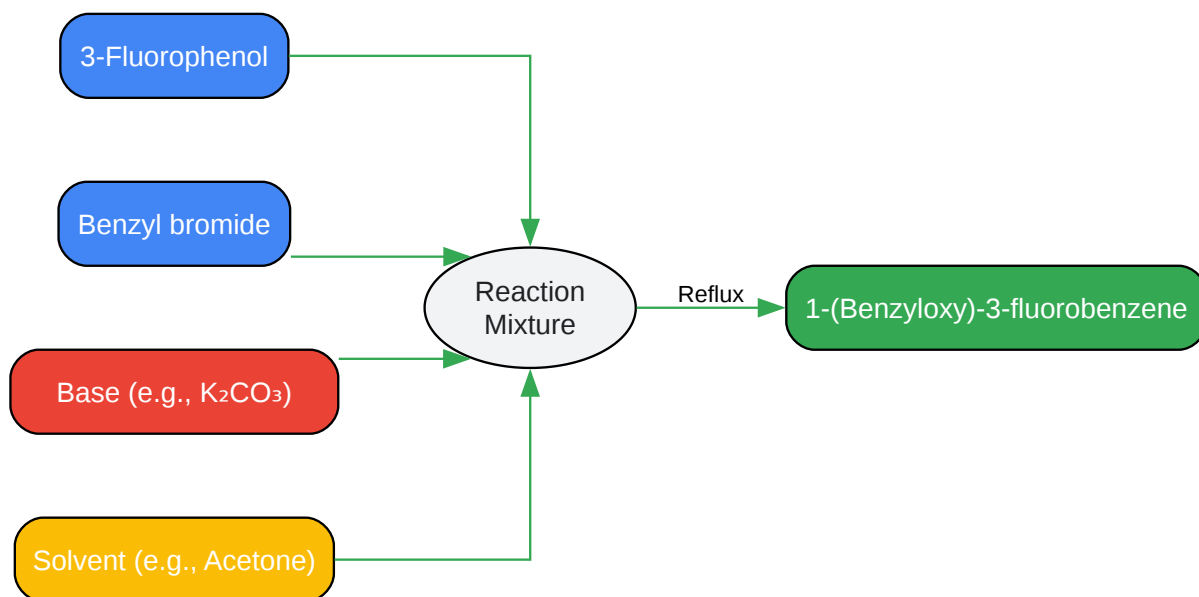 3-Fluorophenol
Benzyl bromide
Reaction
Mixture
Reflux
1-(Benzyloxy)-3-fluorobenzene
Base (e.g., K₂CO₃)
Solvent (e.g., Acetone)